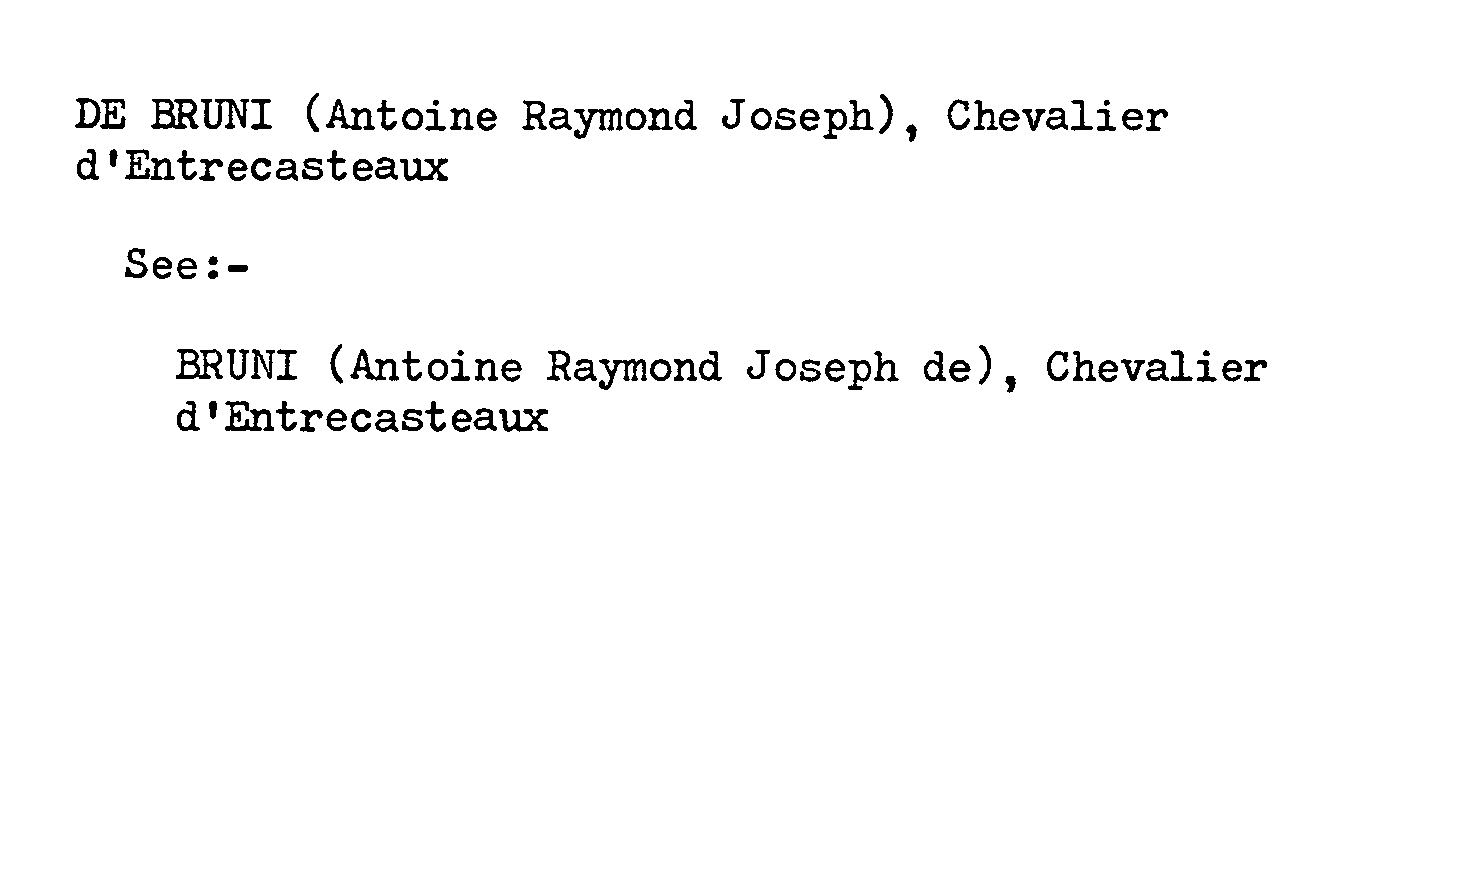 DE BRUNI (Antoine Raymond Joseph), Chevalier
d'Entrecasteaux
See:-
BRUNI (Antoine Raymond Joseph de), Chevalier
d'Entrecasteaux